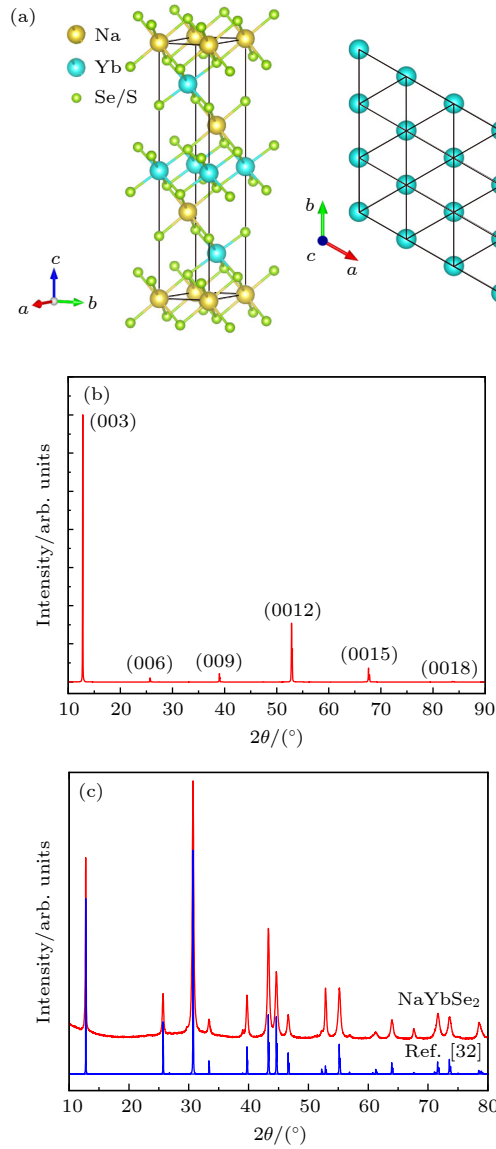 (a)
Na
Yb
Se/S
c
a
b
b
c
a
(b)
(003)
(006)
(009)
(0012)
(0015)
(0018)
Intensity/arb. units
10 20 30 40 50 60 70 80 90
2θ/(°)
(c)
Intensity/arb. units
NaYbSe₂
Ref. [32]
10 20 30 40 50 60 70 80
2θ/(°)